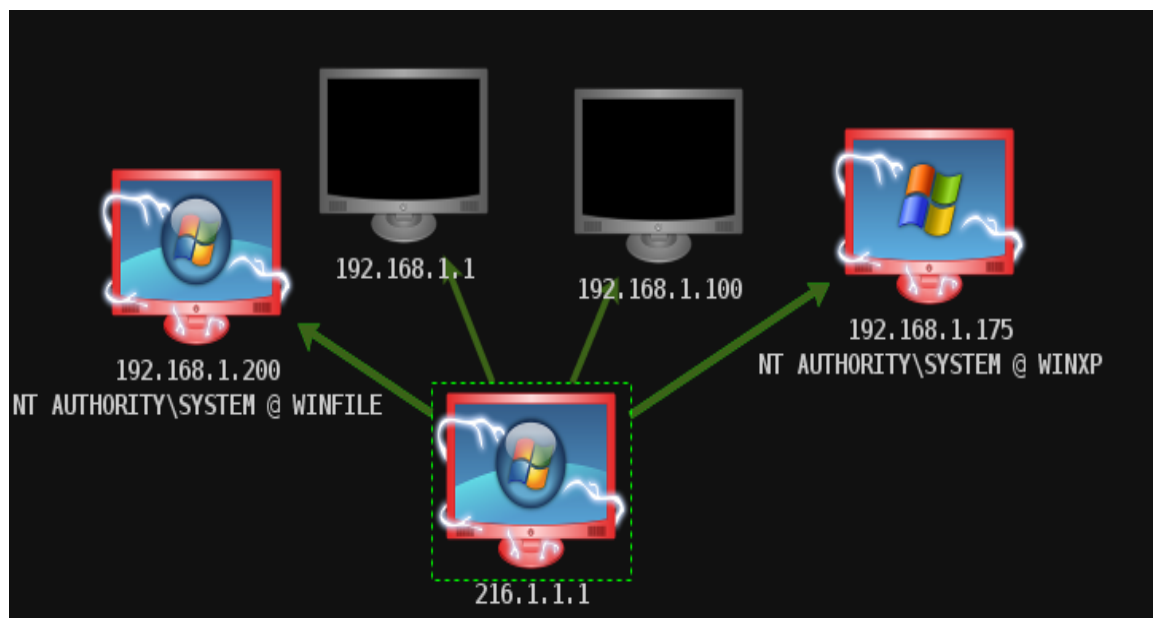 192.168.1.1
192.168.1.100
192.168.1.175
NT AUTHORITY\SYSTEM @ WINXP
192.168.1.200
NT AUTHORITY\SYSTEM @ WINFILE
216.1.1.1